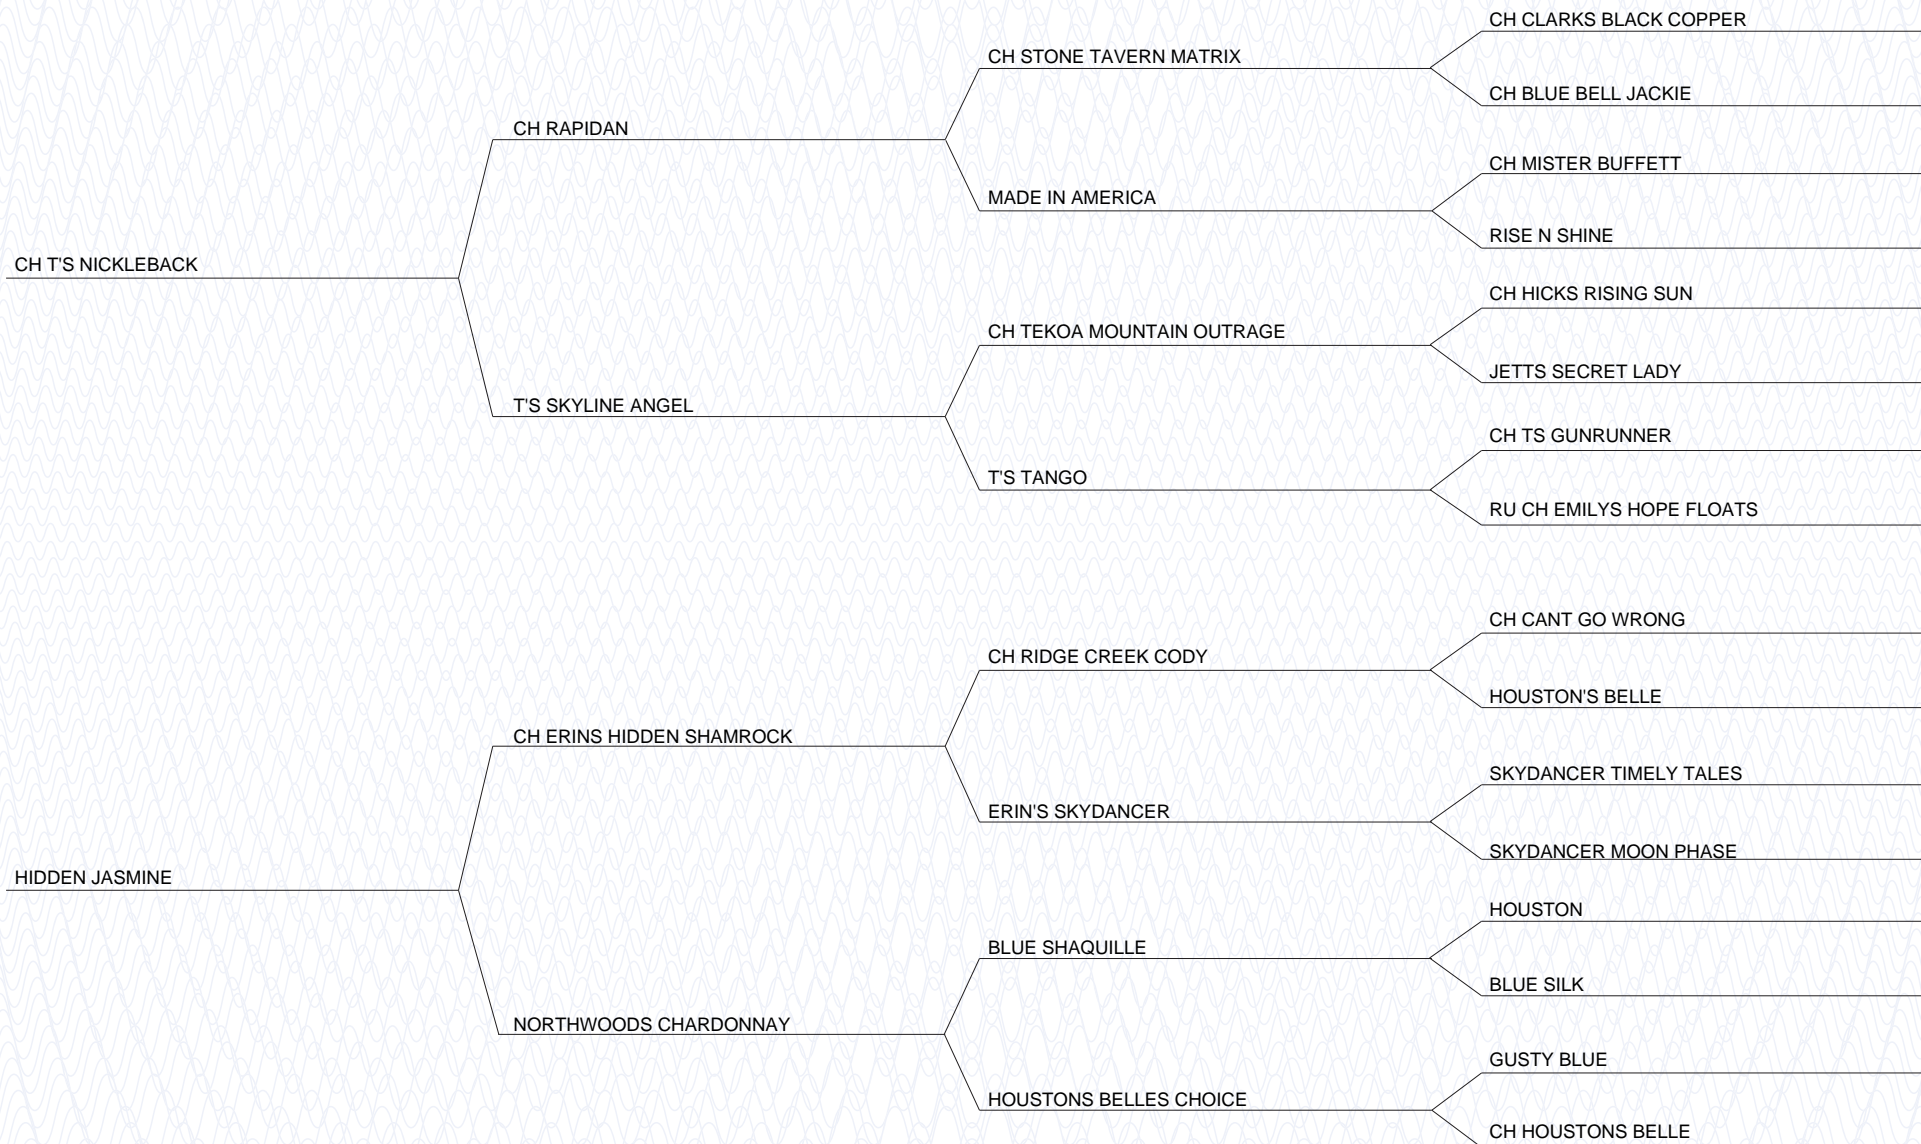 CH CLARKS BLACK COPPER
CH STONE TAVERN MATRIX
CH BLUE BELL JACKIE
CH RAPIDAN
CH MISTER BUFFETT
MADE IN AMERICA
RISE N SHINE
CH T'S NICKLEBACK
CH HICKS RISING SUN
CH TEKOA MOUNTAIN OUTRAGE
JETTS SECRET LADY
T'S SKYLINE ANGEL
CH TS GUNRUNNER
T'S TANGO
RU CH EMILYS HOPE FLOATS
CH CANT GO WRONG
CH RIDGE CREEK CODY
HOUSTON'S BELLE
CH ERINS HIDDEN SHAMROCK
SKYDANCER TIMELY TALES
ERIN'S SKYDANCER
SKYDANCER MOON PHASE
HIDDEN JASMINE
HOUSTON
BLUE SHAQUILLE
BLUE SILK
NORTHWOODS CHARDONNAY
GUSTY BLUE
HOUSTONS BELLES CHOICE
CH HOUSTONS BELLE